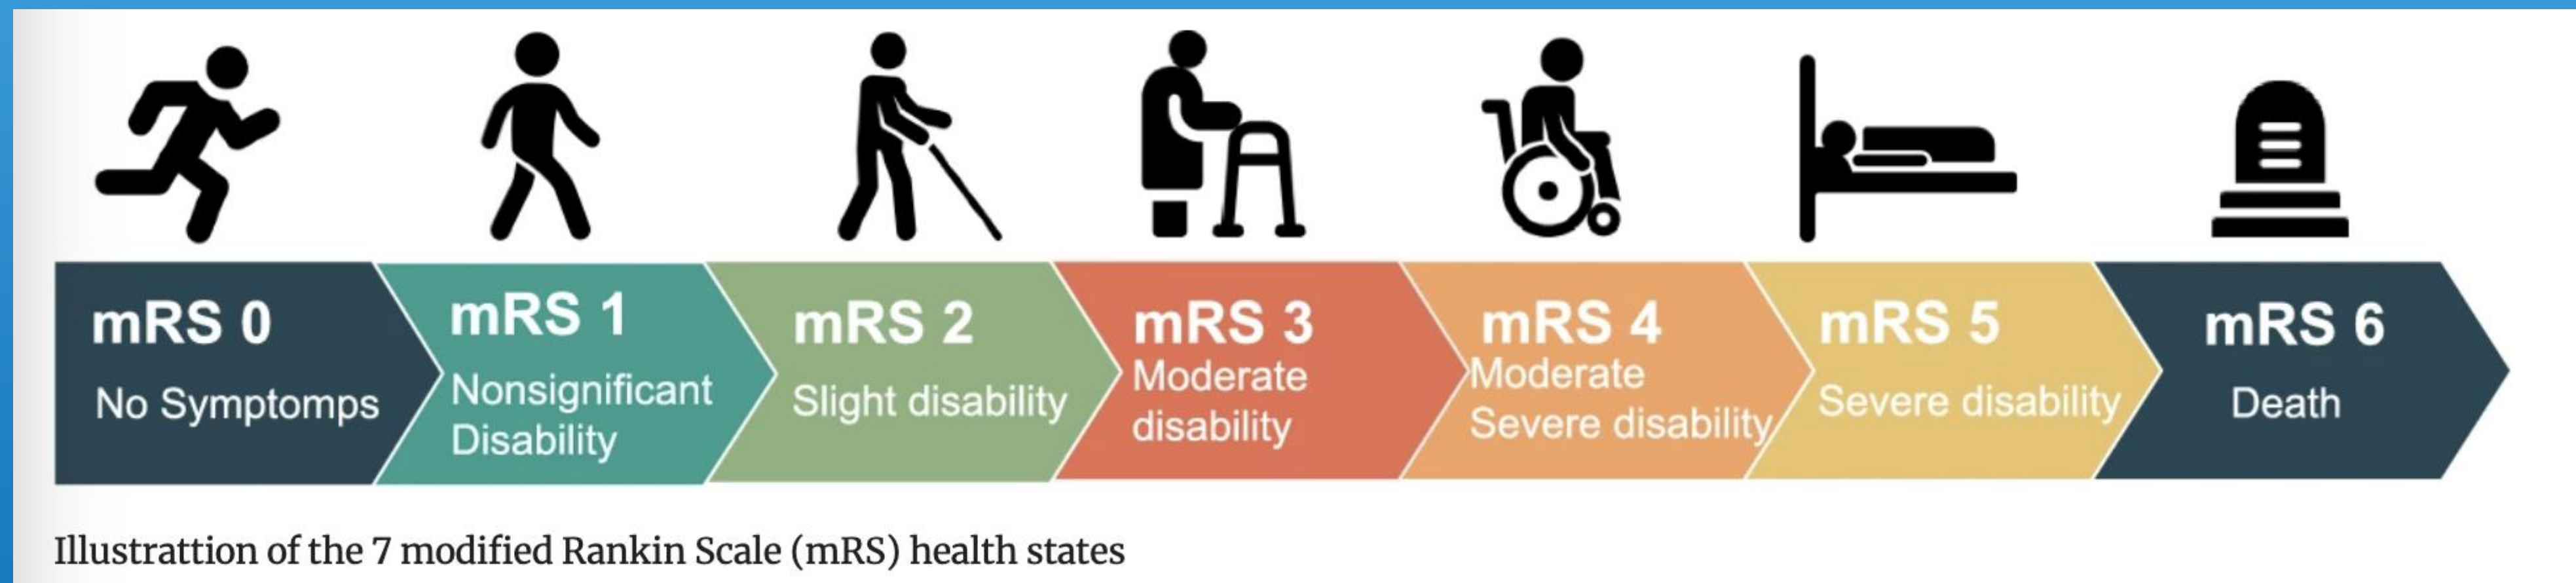 mRS 0
No Symptomps
mRS 1
Nonsignificant
Disability
mRS 2
Slight disability
mRS 3
Moderate
disability
mRS 4
Moderate
Severe disability
mRS 5
Severe disability
mRS 6
Death
Illustrattion of the 7 modified Rankin Scale (mRS) health states